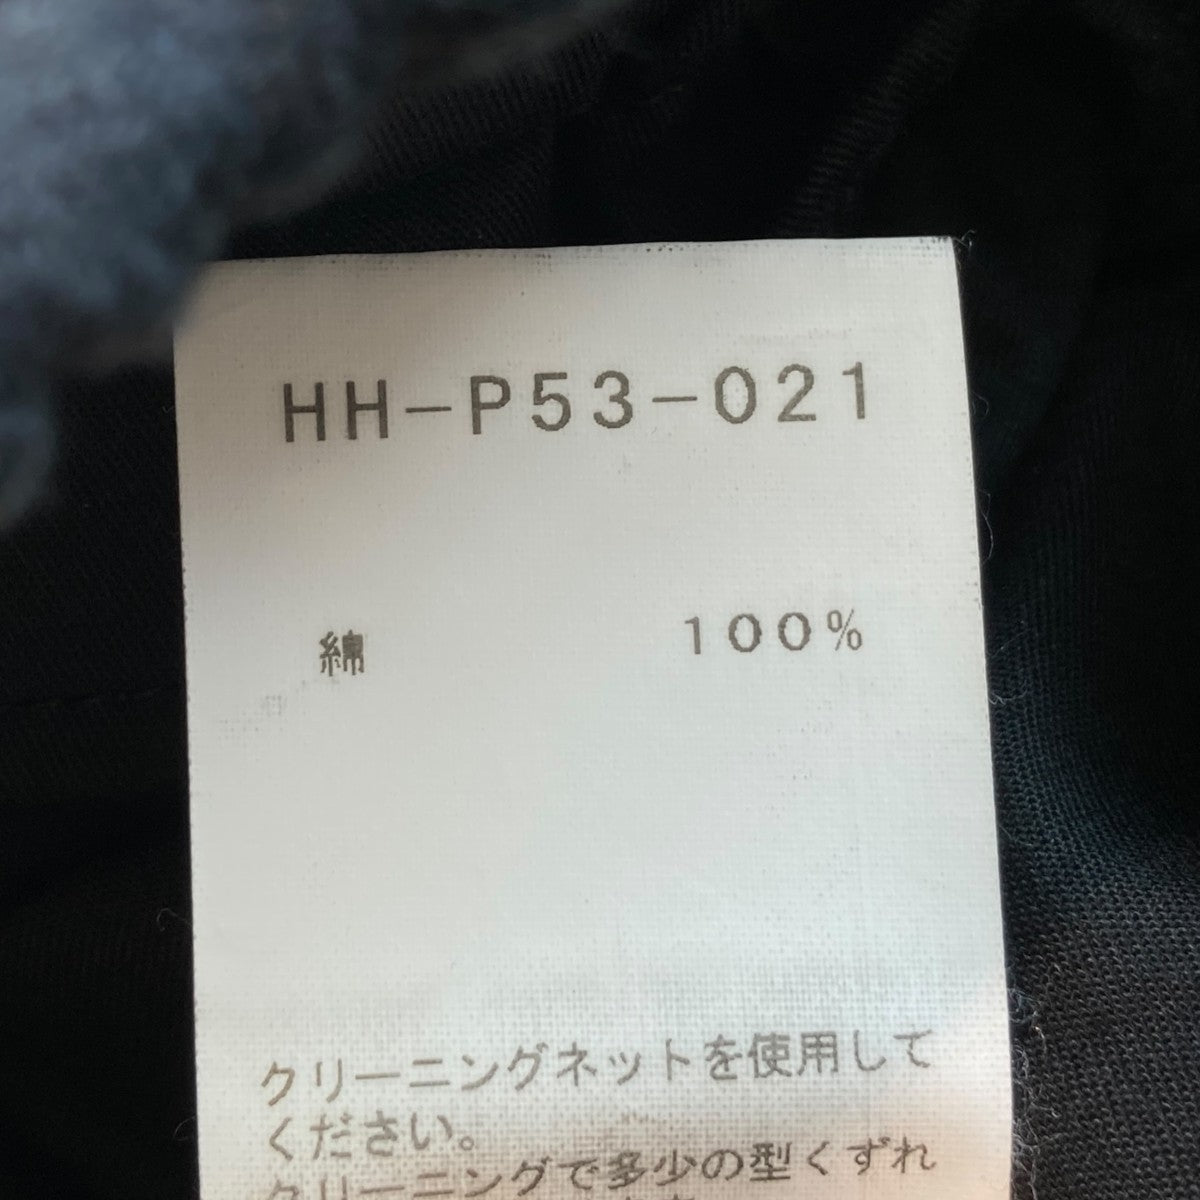 HH-P53-021
綿 100%
クリーニングネットを使用して
ください。
クリーニングで多少の型くずれ